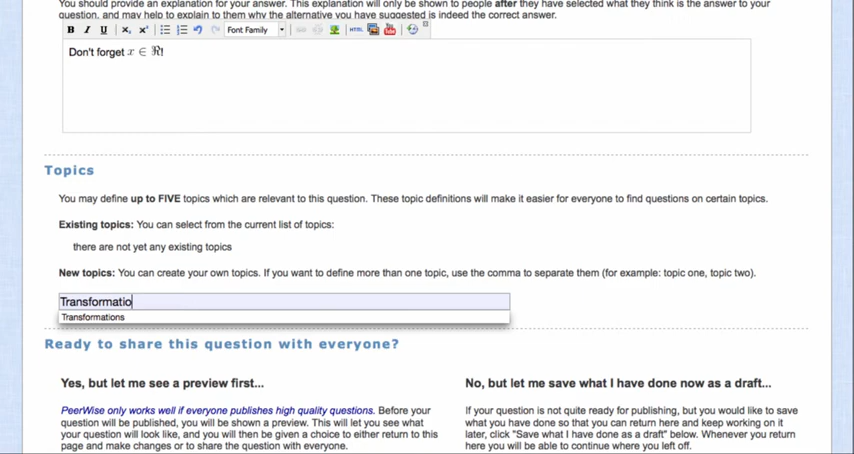 You should provide an explanation for your answer. This explanation will only be shown to people after they have selected what they think is the answer to your
question, and may help to explain to them why the alternative you have suggested is indeed the correct answer.
B I U x₂ x² Font Family HTML
Don't forget x ∈ ℜ!
Topics
You may define up to FIVE topics which are relevant to this question. These topic definitions will make it easier for everyone to find questions on certain topics.
Existing topics: You can select from the current list of topics:
there are not yet any existing topics
New topics: You can create your own topics. If you want to define more than one topic, use the comma to separate them (for example: topic one, topic two).
Transformatio
Transformations
Ready to share this question with everyone?
Yes, but let me see a preview first...
PeerWise only works well if everyone publishes high quality questions. Before your
question will be published, you will be shown a preview. This will let you see what
your question will look like, and you will then be given a choice to either return to this
page and make changes or to share the question with everyone.
No, but let me save what I have done now as a draft...
If your question is not quite ready for publishing, but you would like to save
what you have done so that you can return here and keep working on it
later, click "Save what I have done as a draft" below. Whenever you return
here you will be able to continue where you left off.